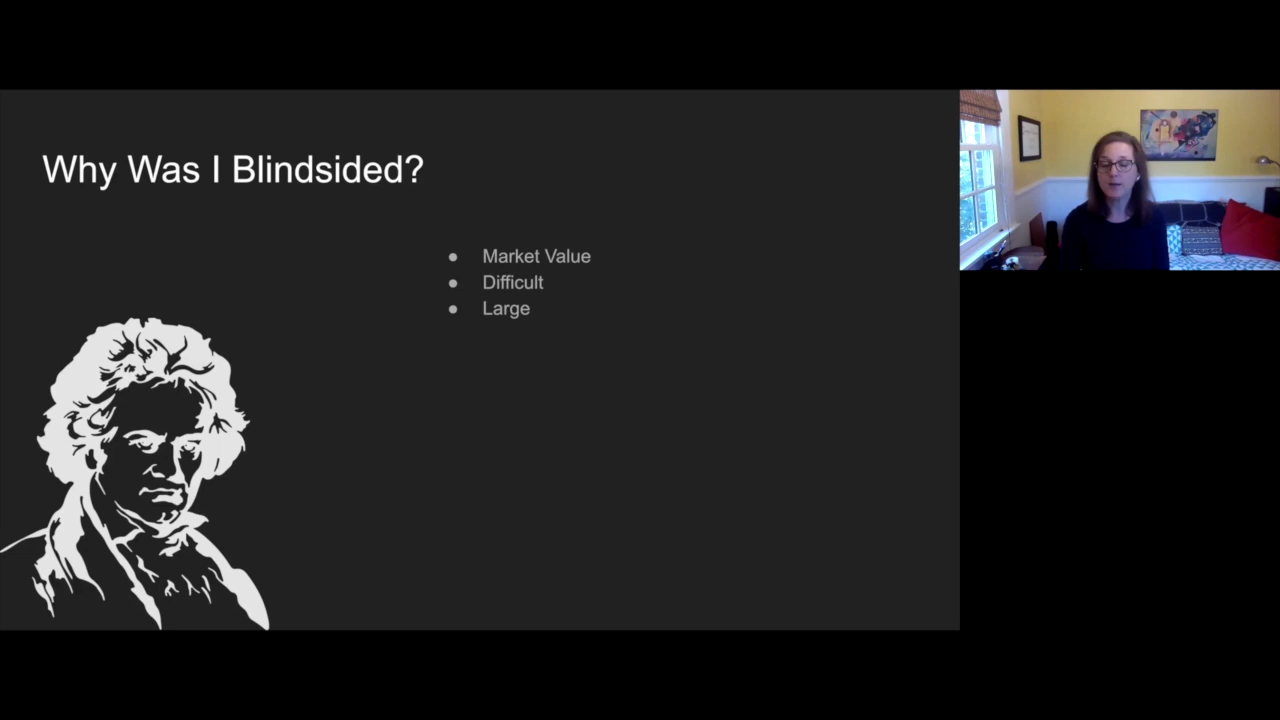 Why Was I Blindsided?
● Market Value
● Difficult
● Large